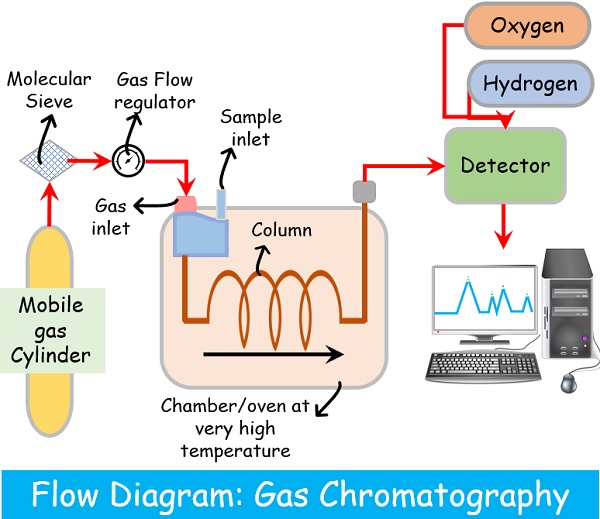 Oxygen
Hydrogen
Molecular
Sieve
Gas Flow
regulator
Sample
inlet
Detector
Gas
inlet
Column
Mobile
gas
Cylinder
Chamber/oven at
very high
temperature
Flow Diagram: Gas Chromatography